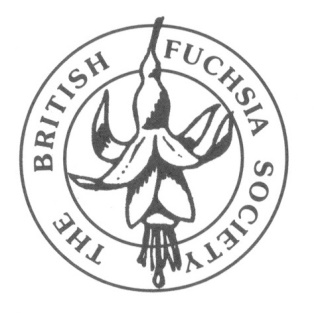 THE BRITISH FUCHSIA SOCIETY